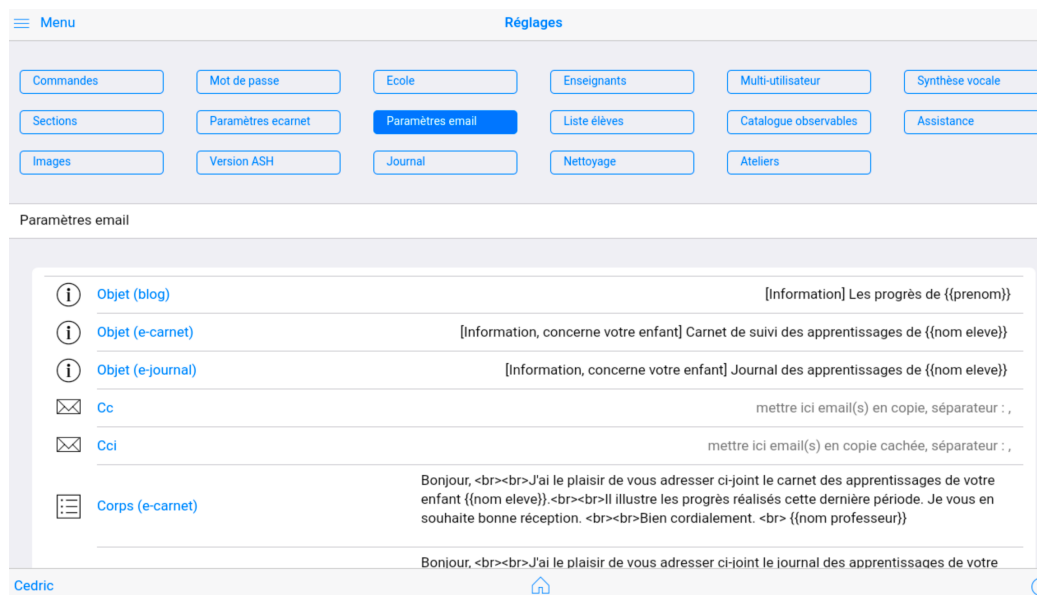 Menu
Réglages
Commandes
Mot de passe
Ecole
Enseignants
Multi-utilisateur
Synthèse vocale
Sections
Paramètres ecarnet
Paramètres email
Liste élèves
Catalogue observables
Assistance
Images
Version ASH
Journal
Nettoyage
Ateliers
Paramètres email
Objet (blog)
[Information] Les progrès de {{prenom}}
Objet (e-carnet)
[Information, concerne votre enfant] Carnet de suivi des apprentissages de {{nom eleve}}
Objet (e-journal)
[Information, concerne votre enfant] Journal des apprentissages de {{nom eleve}}
Cc
mettre ici email(s) en copie, séparateur : ,
Cci
mettre ici email(s) en copie cachée, séparateur : ,
Corps (e-carnet)
Bonjour, <br><br>J'ai le plaisir de vous adresser ci-joint le carnet des apprentissages de votre
enfant {{nom eleve}}.<br><br>Il illustre les progrès réalisés cette dernière période. Je vous en
souhaite bonne réception. <br><br>Bien cordialement. <br> {{nom professeur}}
Bonjour, <br><br>J'ai le plaisir de vous adresser ci-joint le journal des apprentissages de votre
Cedric